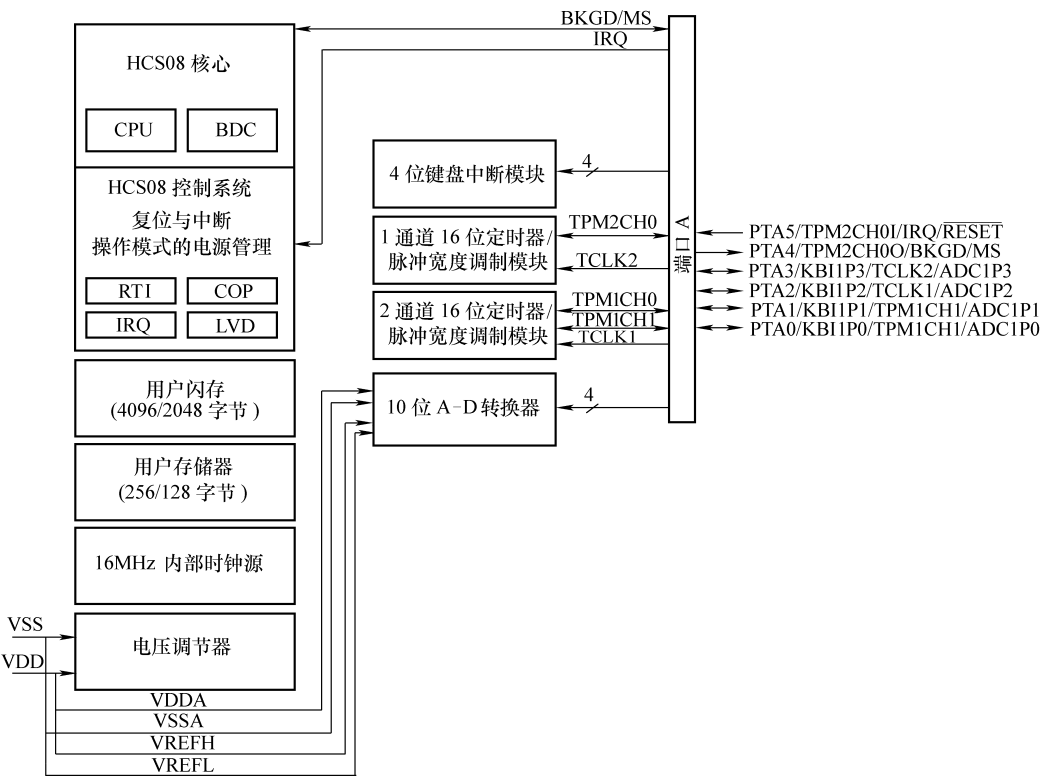 BKGD/MS
IRQ
HCS08 核心
CPU
BDC
HCS08 控制系统
复位与中断
操作模式的电源管理
RTI
COP
IRQ
LVD
用户闪存
(4096/2048 字节)
用户存储器
(256/128 字节)
16MHz 内部时钟源
电压调节器
VSS
VDD
VDDA
VSSA
VREFH
VREFL
4 位键盘中断模块
4
1 通道 16 位定时器/
脉冲宽度调制模块
TPM2CH0
TCLK2
2 通道 16 位定时器/
脉冲宽度调制模块
TPM1CH0
TPM1CH1
TCLK1
10 位 A-D 转换器
4
端口 A
PTA5/TPM2CH0I/IRQ/R̅E̅S̅E̅T̅
PTA4/TPM2CH0O/BKGD/MS
PTA3/KBI1P3/TCLK2/ADC1P3
PTA2/KBI1P2/TCLK1/ADC1P2
PTA1/KBI1P1/TPM1CH1/ADC1P1
PTA0/KBI1P0/TPM1CH1/ADC1P0